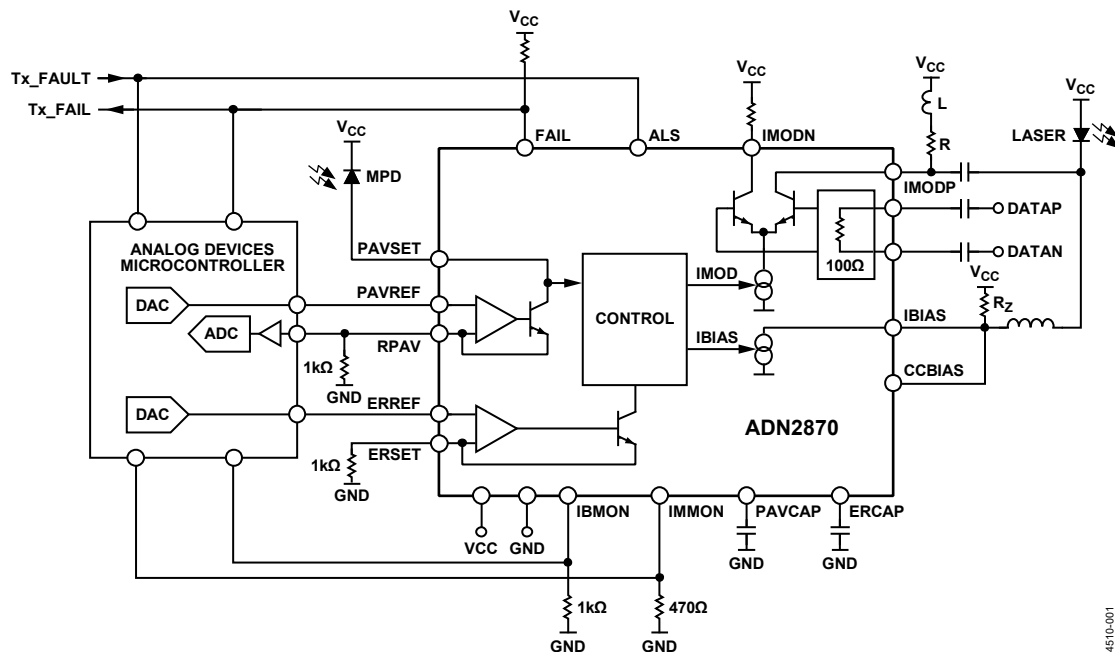 VCC
Tx_FAULT
Tx_FAIL
VCC
VCC
L
R
VCC
LASER
VCC
MPD
FAIL
ALS
IMODN
IMODP
DATAP
DATAN
100Ω
ANALOG DEVICES
MICROCONTROLLER
PAVSET
DAC
PAVREF
ADC
RPAV
1kΩ
GND
CONTROL
IMOD
IBIAS
VCC
RZ
IBIAS
CCBIAS
DAC
ERREF
ERSET
1kΩ
GND
ADN2870
VCC
GND
IBMON
IMMON
PAVCAP
ERCAP
GND
GND
1kΩ
470Ω
GND
GND
4510-001